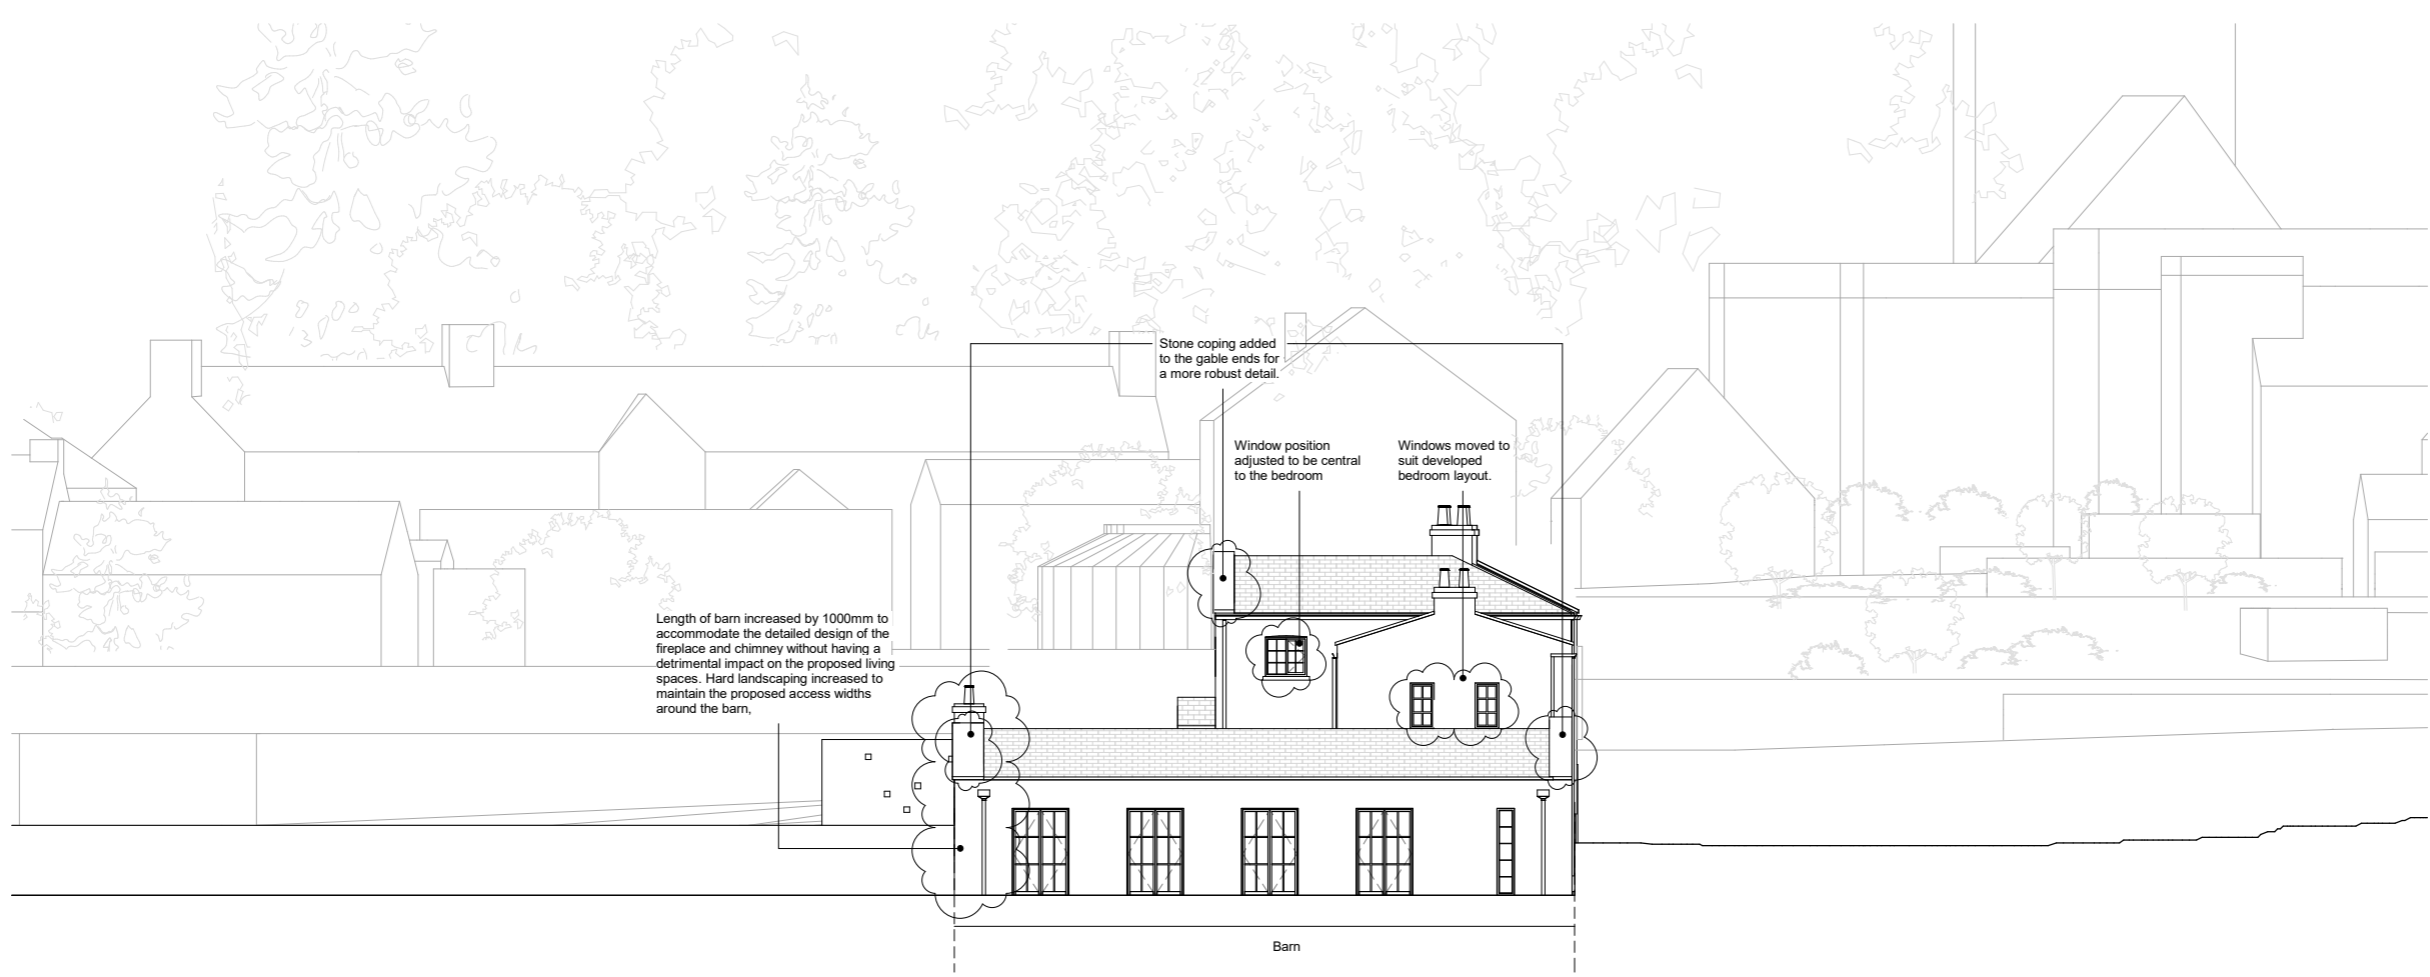 Stone coping added
to the gable ends for
a more robust detail.
Window position
adjusted to be central
to the bedroom
Windows moved to
suit developed
bedroom layout.
Length of barn increased by 1000mm to
accommodate the detailed design of the
fireplace and chimney without having a
detrimental impact on the proposed living
spaces. Hard landscaping increased to
maintain the proposed access widths
around the barn,
Barn